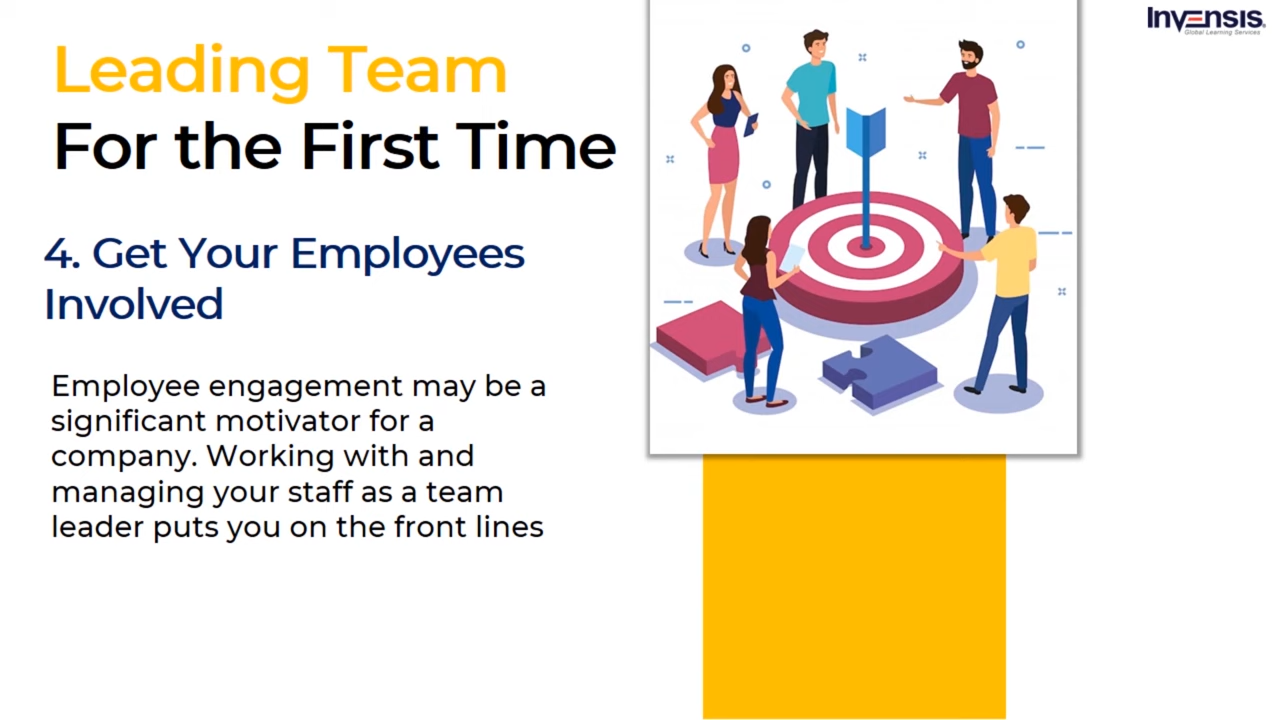 Leading Team
For the First Time
4. Get Your Employees
Involved
Employee engagement may be a
significant motivator for a
company. Working with and
managing your staff as a team
leader puts you on the front lines
Invensis®
Global Learning Services